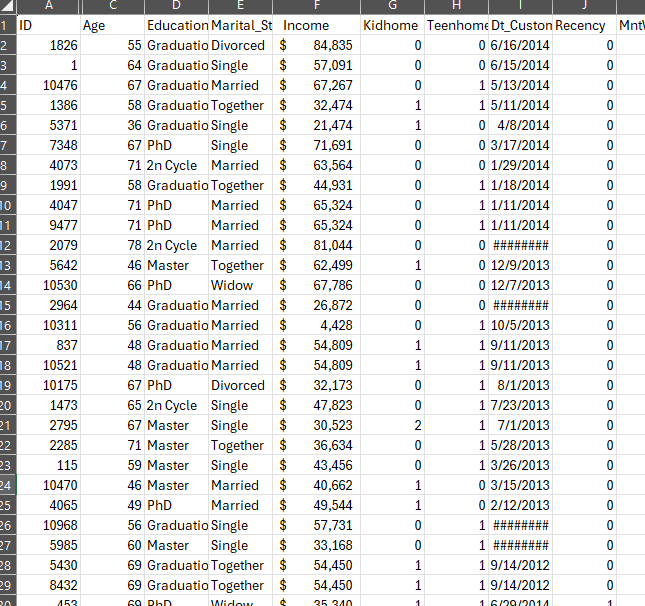 A C D E F G H I J
1 ID Age Education Marital_St Income Kidhome Teenhome Dt_Custon Recency Mnt
2 1826 55 Graduatio Divorced $ 84,835 0 0 6/16/2014 0
3 1 64 Graduatio Single $ 57,091 0 0 6/15/2014 0
4 10476 67 Graduatio Married $ 67,267 0 1 5/13/2014 0
5 1386 58 Graduatio Together $ 32,474 1 1 5/11/2014 0
6 5371 36 Graduatio Single $ 21,474 1 0 4/8/2014 0
7 7348 67 PhD Single $ 71,691 0 0 3/17/2014 0
8 4073 71 2n Cycle Married $ 63,564 0 0 1/29/2014 0
9 1991 58 Graduatio Together $ 44,931 0 1 1/18/2014 0
10 4047 71 PhD Married $ 65,324 0 1 1/11/2014 0
11 9477 71 PhD Married $ 65,324 0 1 1/11/2014 0
12 2079 78 2n Cycle Married $ 81,044 0 0 ######## 0
13 5642 46 Master Together $ 62,499 1 0 12/9/2013 0
14 10530 66 PhD Widow $ 67,786 0 0 12/7/2013 0
15 2964 44 Graduatio Married $ 26,872 0 0 ######## 0
16 10311 56 Graduatio Married $ 4,428 0 1 10/5/2013 0
17 837 48 Graduatio Married $ 54,809 1 1 9/11/2013 0
18 10521 48 Graduatio Married $ 54,809 1 1 9/11/2013 0
19 10175 67 PhD Divorced $ 32,173 0 1 8/1/2013 0
20 1473 65 2n Cycle Single $ 47,823 0 1 7/23/2013 0
21 2795 67 Master Single $ 30,523 2 1 7/1/2013 0
22 2285 71 Master Together $ 36,634 0 1 5/28/2013 0
23 115 59 Master Single $ 43,456 0 1 3/26/2013 0
24 10470 46 Master Married $ 40,662 1 0 3/15/2013 0
25 4065 49 PhD Married $ 49,544 1 0 2/12/2013 0
26 10968 56 Graduatio Single $ 57,731 0 1 ######## 0
27 5985 60 Master Single $ 33,168 0 1 ######## 0
28 5430 69 Graduatio Together $ 54,450 1 1 9/14/2012 0
29 8432 69 Graduatio Together $ 54,450 1 1 9/14/2012 0
30 453 69 PhD Widow $ 35,340 1 1 6/29/2014 1